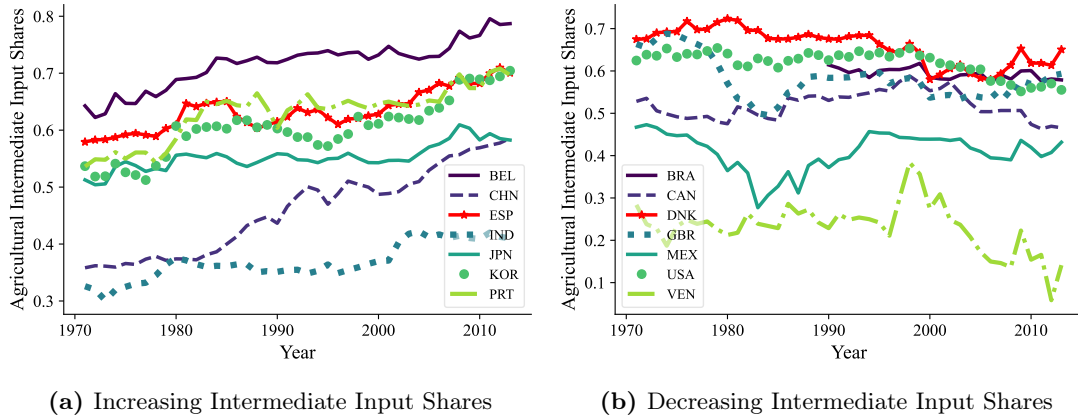 0.8
0.7
0.6
0.5
0.4
0.3
Agricultural Intermediate Input Shares
1970
1980
1990
2000
2010
Year
BEL
CHN
ESP
IND
JPN
KOR
PRT
(a) Increasing Intermediate Input Shares
0.7
0.6
0.5
0.4
0.3
0.2
0.1
Agricultural Intermediate Input Shares
1970
1980
1990
2000
2010
Year
BRA
CAN
DNK
GBR
MEX
USA
VEN
(b) Decreasing Intermediate Input Shares